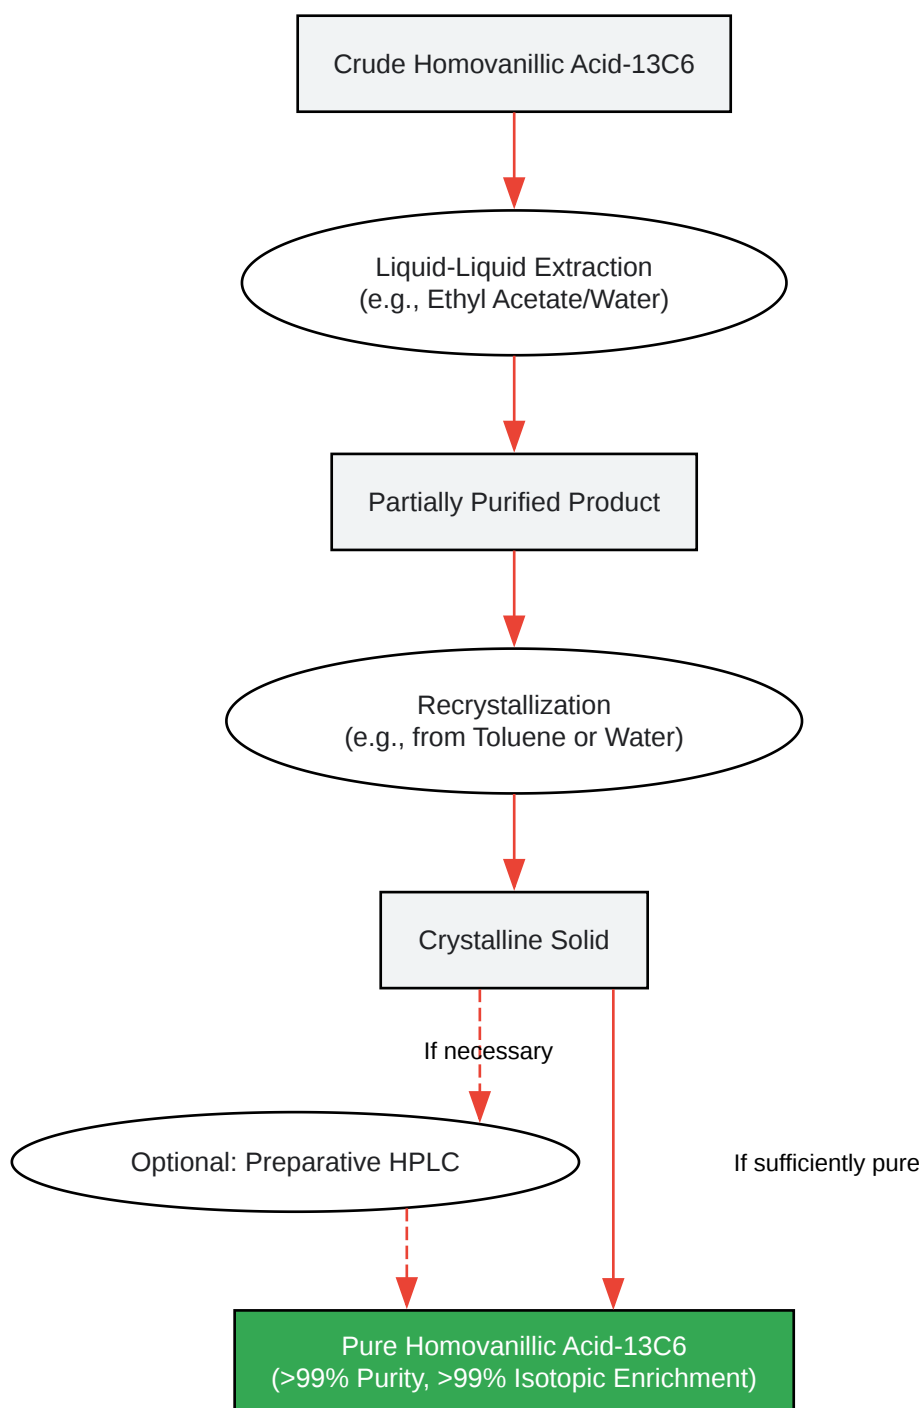 Crude Homovanillic Acid-13C6
Liquid-Liquid Extraction
(e.g., Ethyl Acetate/Water)
Partially Purified Product
Recrystallization
(e.g., from Toluene or Water)
Crystalline Solid
If necessary
Optional: Preparative HPLC
If sufficiently pure
Pure Homovanillic Acid-13C6
(>99% Purity, >99% Isotopic Enrichment)